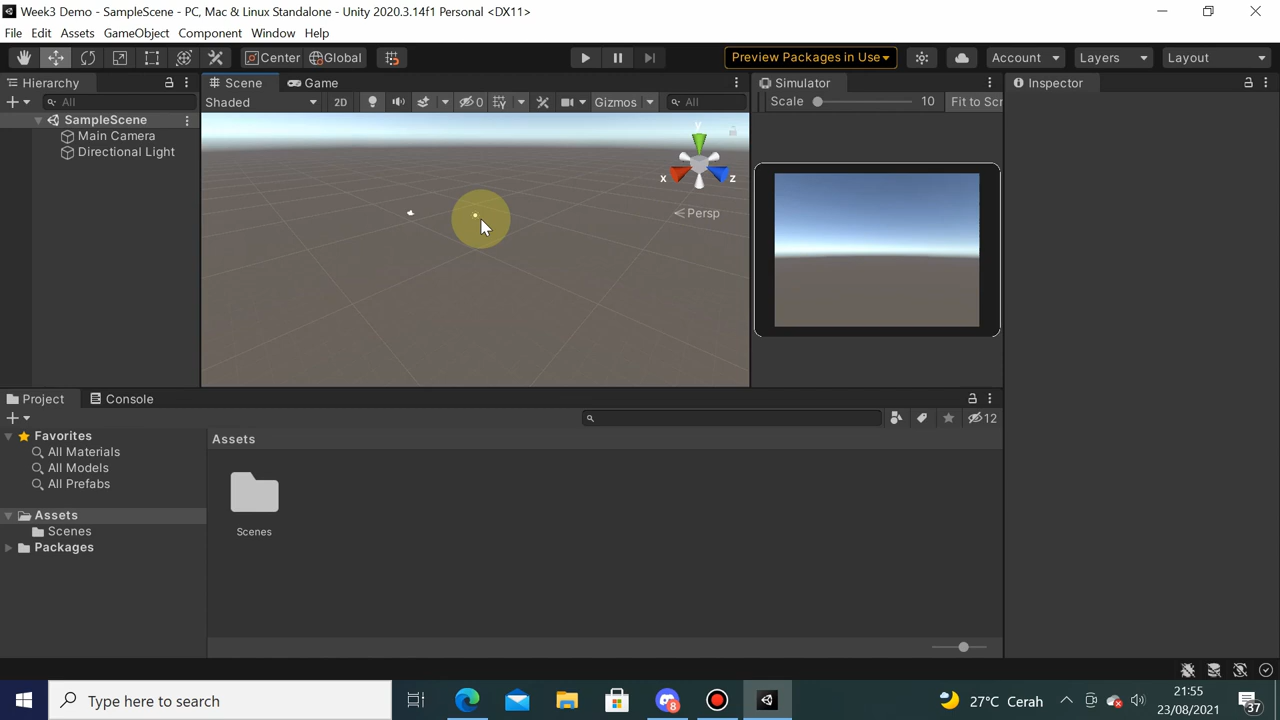 Week3 Demo - SampleScene - PC, Mac & Linux Standalone - Unity 2020.3.14f1 Personal <DX11>
File Edit Assets GameObject Component Window Help
Center Global Preview Packages in Use Account Layers Layout
Hierarchy Scene Game Simulator Inspector
All Shaded 2D 0 Gizmos All Scale 10 Fit to Scr
SampleScene
Main Camera
Directional Light
y
x z
Persp
Project Console
12
Favorites Assets
All Materials
All Models
All Prefabs
Assets
Scenes
Scenes
Packages
Type here to search 8 27°C Cerah 21:55
23/08/2021
37